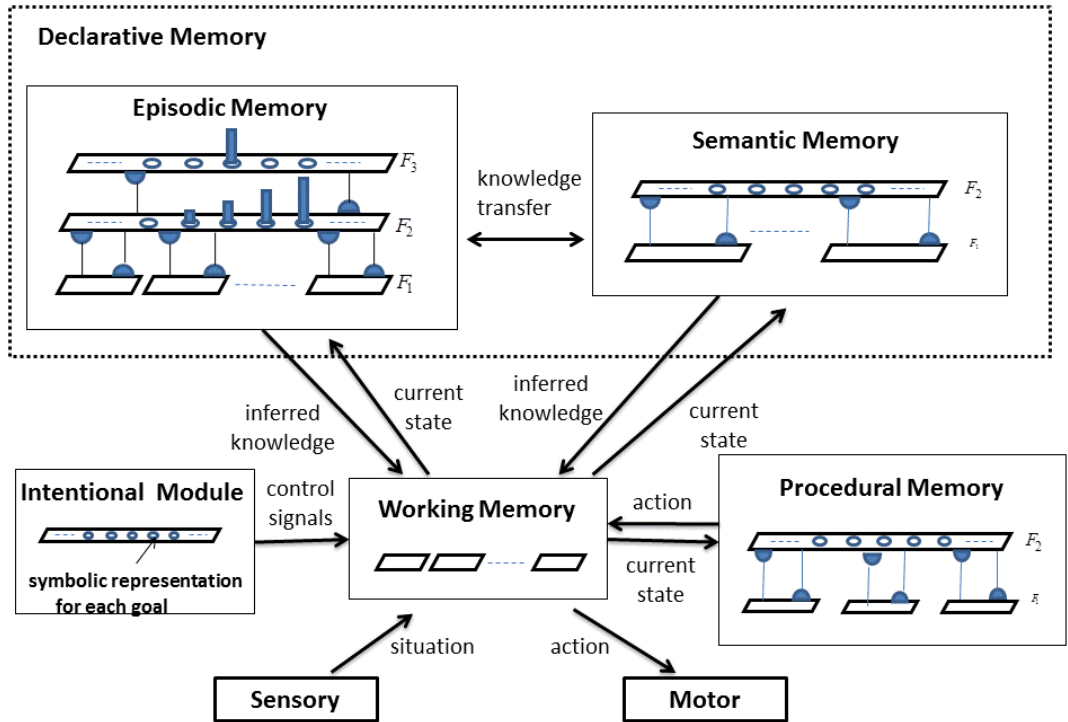 Declarative Memory
Episodic Memory
F3
F2
F1
knowledge
transfer
Semantic Memory
F2
F1
inferred
knowledge
current
state
inferred
knowledge
current
state
Intentional Module
symbolic representation
for each goal
control
signals
Working Memory
action
current
state
Procedural Memory
F2
situation
action
Sensory
Motor